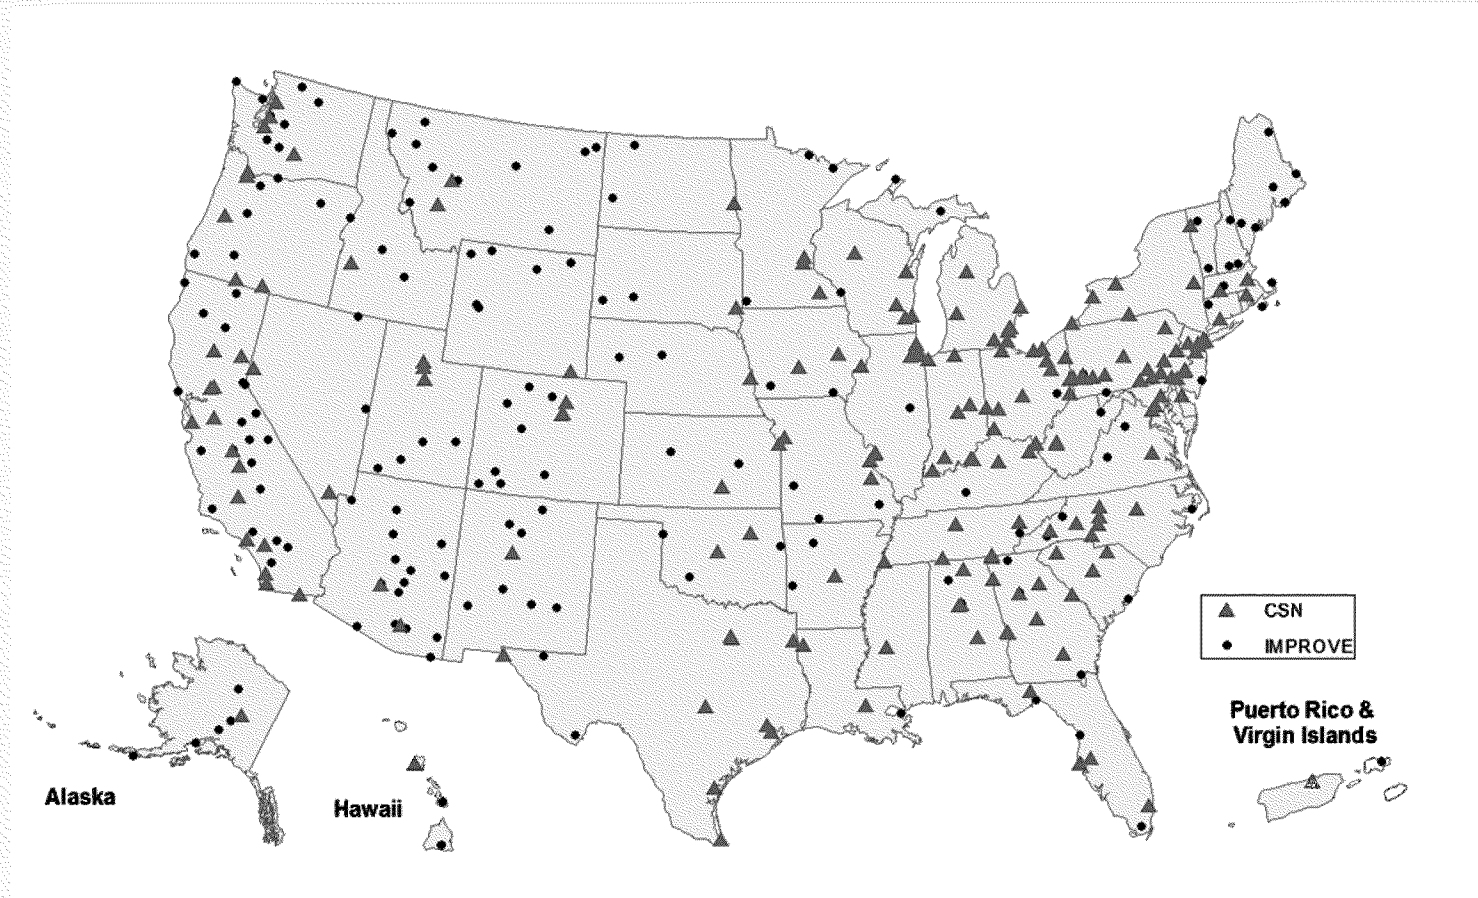 CSN
IMPROVE
Puerto Rico &
Virgin Islands
Alaska
Hawaii